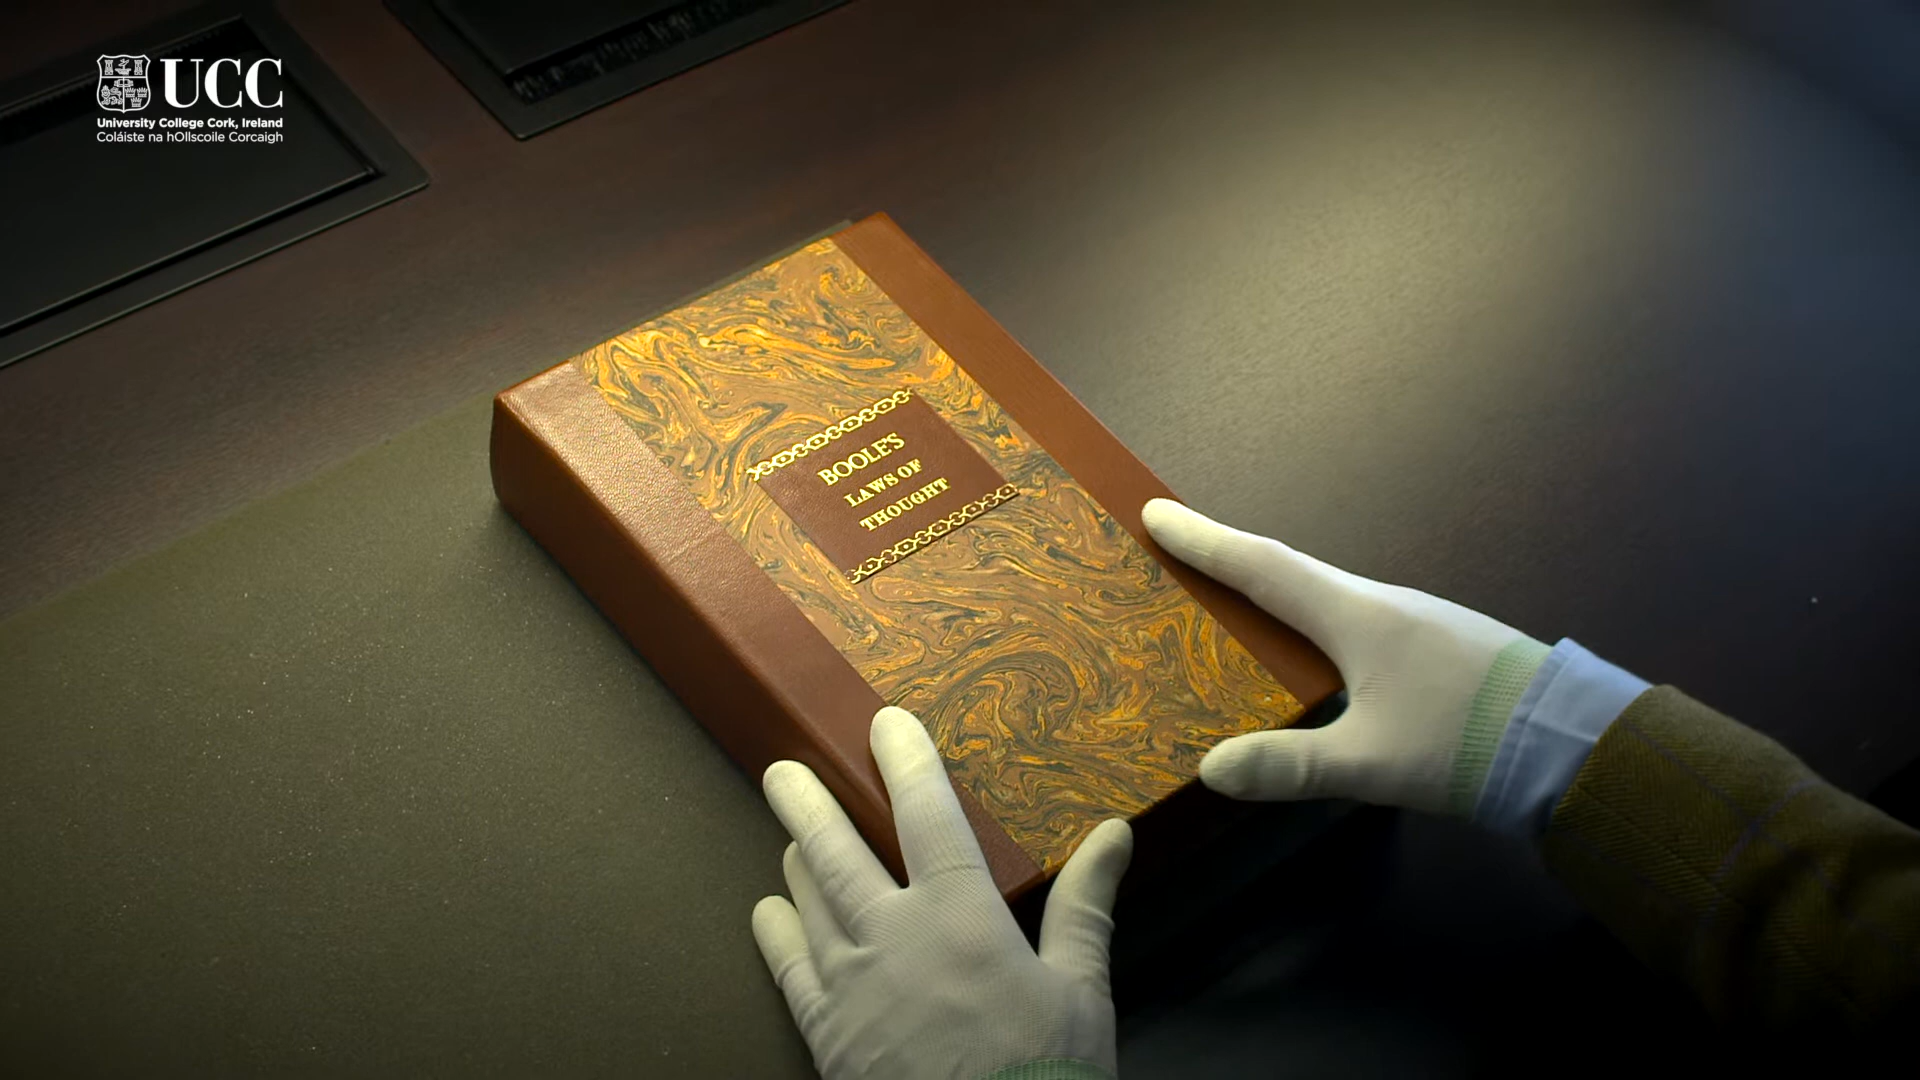 UCC
University College Cork, Ireland
Coláiste na hOllscoile Corcaigh
BOOLE'S
LAWS OF
THOUGHT